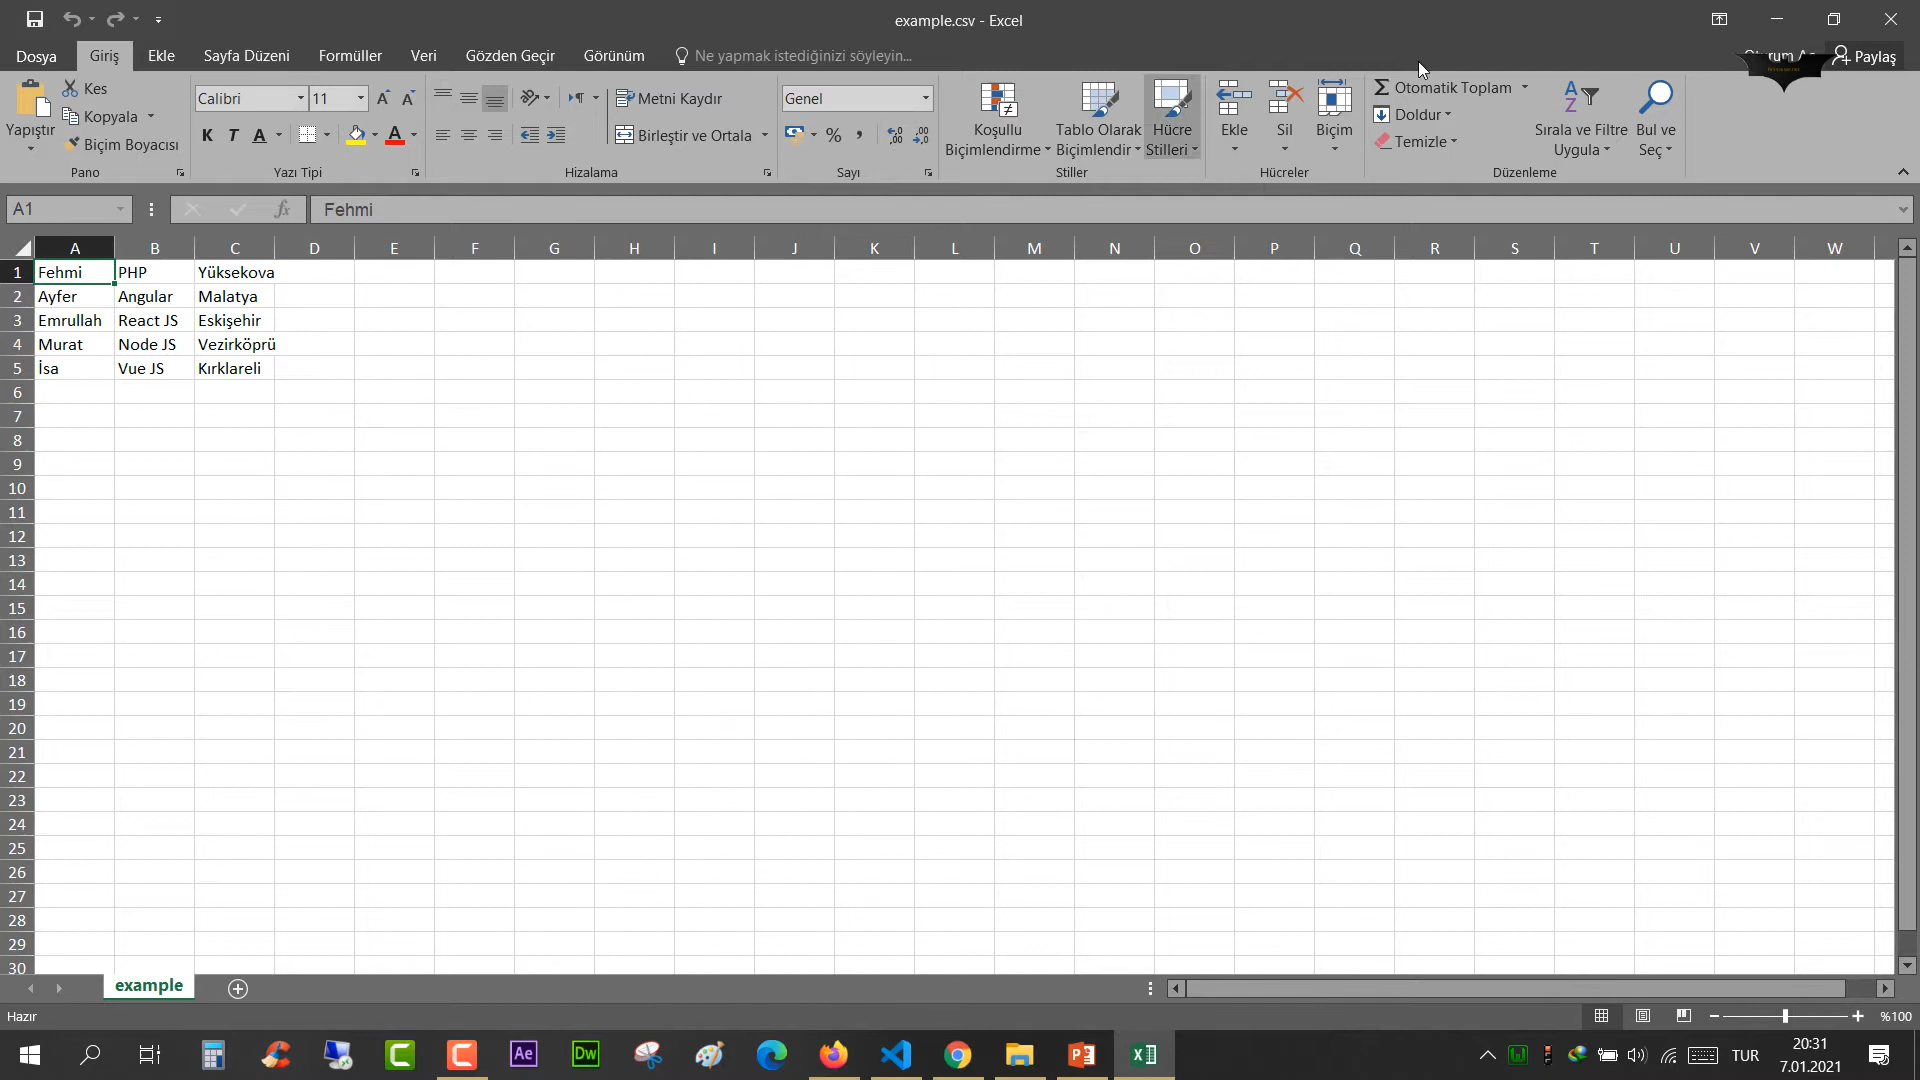 example.csv - Excel
Dosya Giriş Ekle Sayfa Düzeni Formüller Veri Gözden Geçir Görünüm Ne yapmak istediğinizi söyleyin... Paylaş
Yapıştır
Kes
Kopyala
Biçim Boyacısı
Pano
Calibri 11
K T A A
Yazı Tipi
Metni Kaydır
Birleştir ve Ortala
Hizalama
Genel
%
Sayı
Koşullu
Biçimlendirme
Tablo Olarak
Biçimlendir
Hücre
Stilleri
Stiller
Ekle
Sil
Biçim
Hücreler
Otomatik Toplam
Doldur
Temizle
Sırala ve Filtre
Uygula
Bul ve
Seç
Düzenleme
A1 fx Fehmi
A B C D E F G H I J K L M N O P Q R S T U V W
1 Fehmi PHP Yüksekova
2 Ayfer Angular Malatya
3 Emrullah React JS Eskişehir
4 Murat Node JS Vezirköprü
5 İsa Vue JS Kırklareli
6
7
8
9
10
11
12
13
14
15
16
17
18
19
20
21
22
23
24
25
26
27
28
29
30
example
Hazır %100
Ae Dw TUR 20:31
7.01.2021